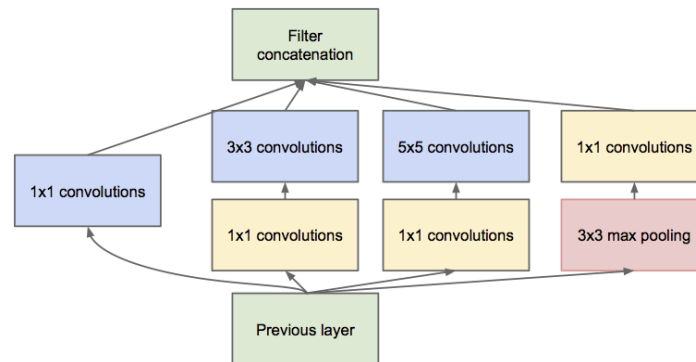 Filter
concatenation
3x3 convolutions
5x5 convolutions
1x1 convolutions
1x1 convolutions
1x1 convolutions
1x1 convolutions
3x3 max pooling
Previous layer